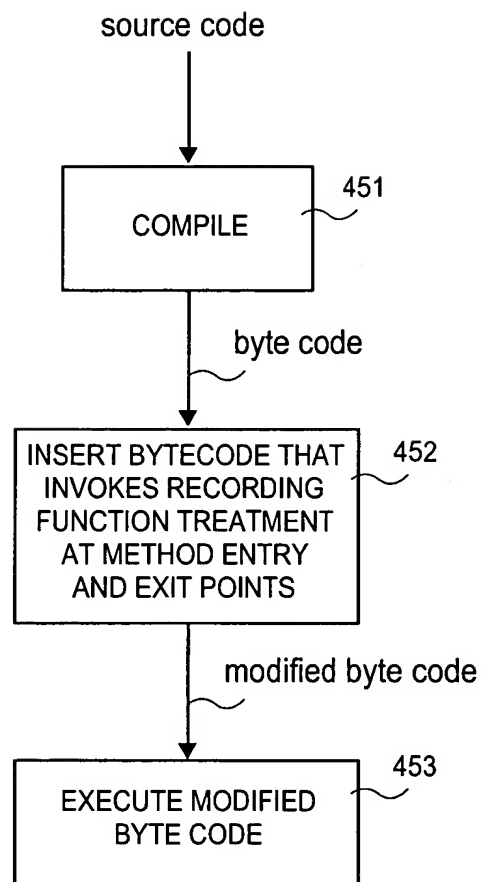 source code
451
COMPILE
byte code
452
INSERT BYTECODE THAT
INVOKES RECORDING
FUNCTION TREATMENT
AT METHOD ENTRY
AND EXIT POINTS
modified byte code
453
EXECUTE MODIFIED
BYTE CODE